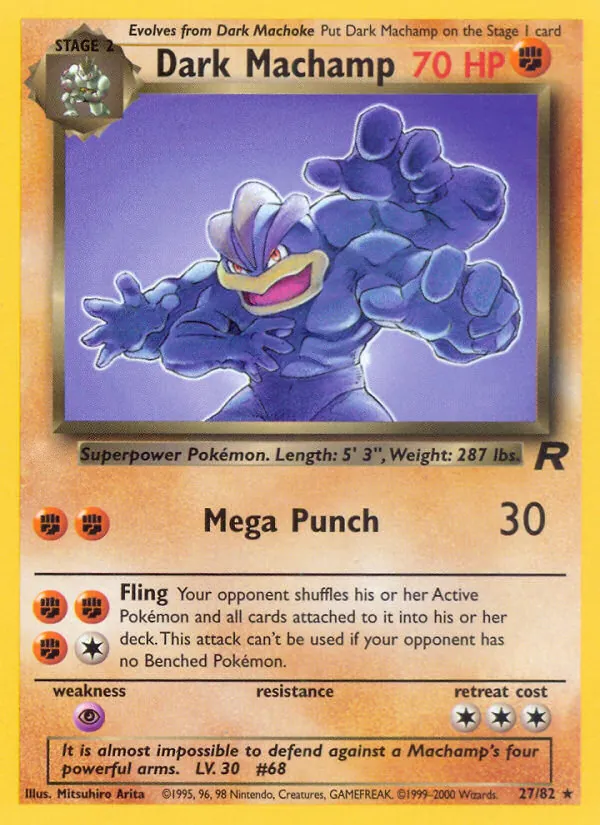 Evolves from Dark Machoke Put Dark Machamp on the Stage 1 card
STAGE 2
Dark Machamp 70 HP
Superpower Pokémon. Length: 5' 3", Weight: 287 lbs.
R
Mega Punch 30
Fling Your opponent shuffles his or her Active
Pokémon and all cards attached to it into his or her
deck. This attack can't be used if your opponent has
no Benched Pokémon.
weakness resistance retreat cost
It is almost impossible to defend against a Machamp's four
powerful arms. LV. 30 #68
Illus. Mitsuhiro Arita ©1995, 96, 98 Nintendo, Creatures, GAMEFREAK. ©1999-2000 Wizards. 27/82 ★